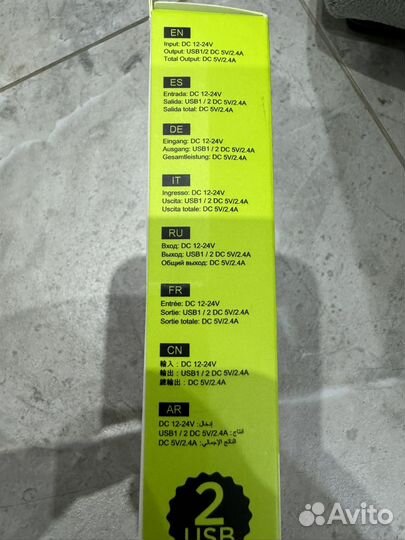 EN
Input: DC 12-24V
Output: USB1/2 DC 5V/2.4A
Total Output: DC 5V/2.4A
ES
Entrada: DC 12-24V
Salida: USB1 / 2 DC 5V/2.4A
Salida total: DC 5V/2.4A
DE
Eingang: DC 12-24V
Ausgang: USB1 / 2 DC 5V/2.4A
Gesamtleistung: DC 5V/2.4A
IT
Ingresso: DC 12-24V
Uscita: USB1 / 2 DC 5V/2.4A
Uscita totale: DC 5V/2.4A
RU
Вход: DC 12-24V
Выход: USB1 / 2 DC 5V/2.4A
Общий выход: DC 5V/2.4A
FR
Entrée: DC 12-24V
Sortie: USB1 / 2 DC 5V/2.4A
Sortie totale: DC 5V/2.4A
CN
輸入: DC 12-24V
輸出: USB1 / 2 DC 5V/2.4A
總輸出: DC 5V/2.4A
AR
إدخال: DC 12-24V
انتاج: USB1 / 2 DC 5V/2.4A
الناتج الإجمالي: DC 5V/2.4A
2
USB
Avito